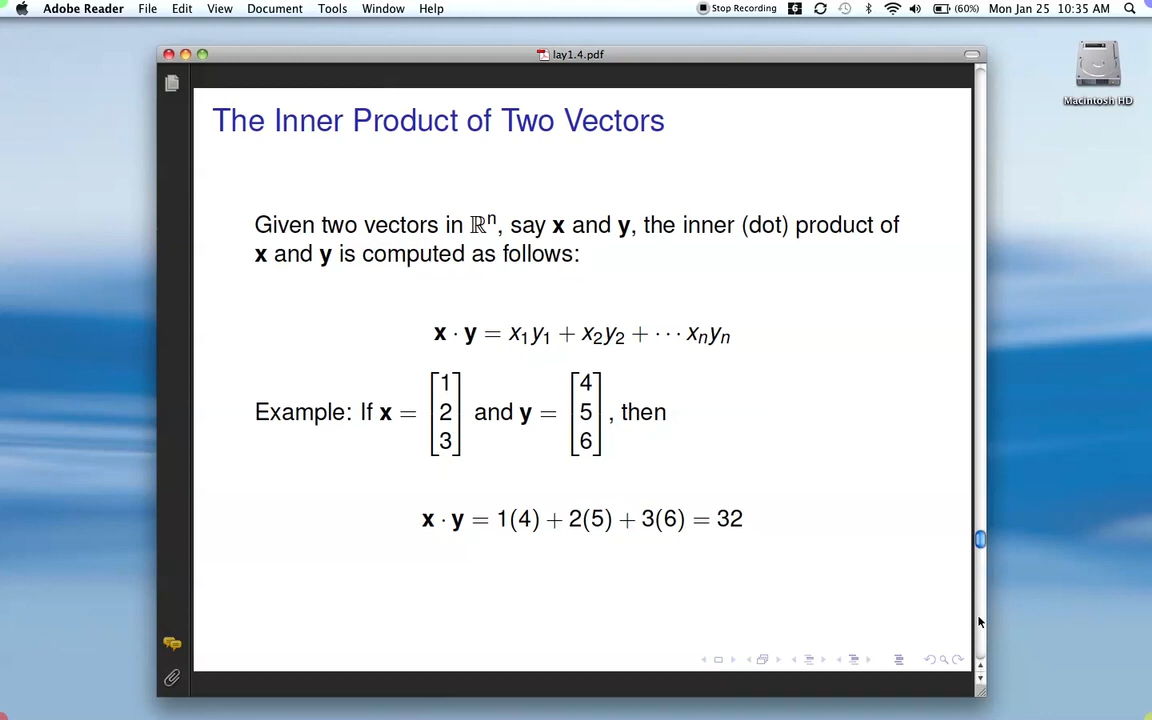 Adobe Reader File Edit View Document Tools Window Help Stop Recording (60%) Mon Jan 25 10:35 AM
lay1.4.pdf
Macintosh HD
The Inner Product of Two Vectors
Given two vectors in ℝⁿ, say x and y, the inner (dot) product of
x and y is computed as follows:
x · y = x₁y₁ + x₂y₂ + · · · xₙyₙ
Example: If x = [1 2 3] and y = [4 5 6], then
x · y = 1(4) + 2(5) + 3(6) = 32